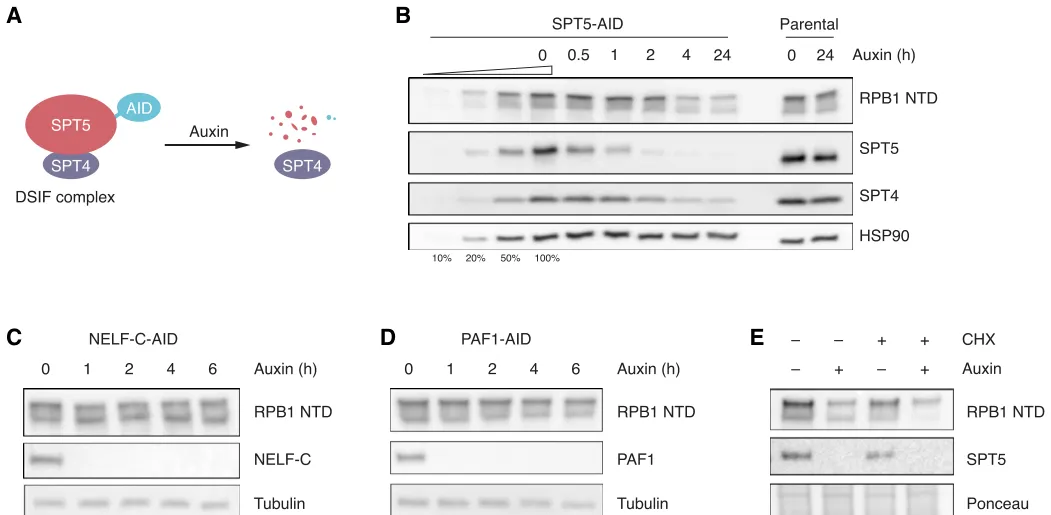 A
SPT5
AID
SPT4
DSIF complex
Auxin
SPT4
B
SPT5-AID Parental
0 0.5 1 2 4 24 0 24 Auxin (h)
RPB1 NTD
SPT5
SPT4
HSP90
10% 20% 50% 100%
C
NELF-C-AID
0 1 2 4 6 Auxin (h)
RPB1 NTD
NELF-C
Tubulin
D
PAF1-AID
0 1 2 4 6 Auxin (h)
RPB1 NTD
PAF1
Tubulin
E
– – + + CHX
– + – + Auxin
RPB1 NTD
SPT5
Ponceau